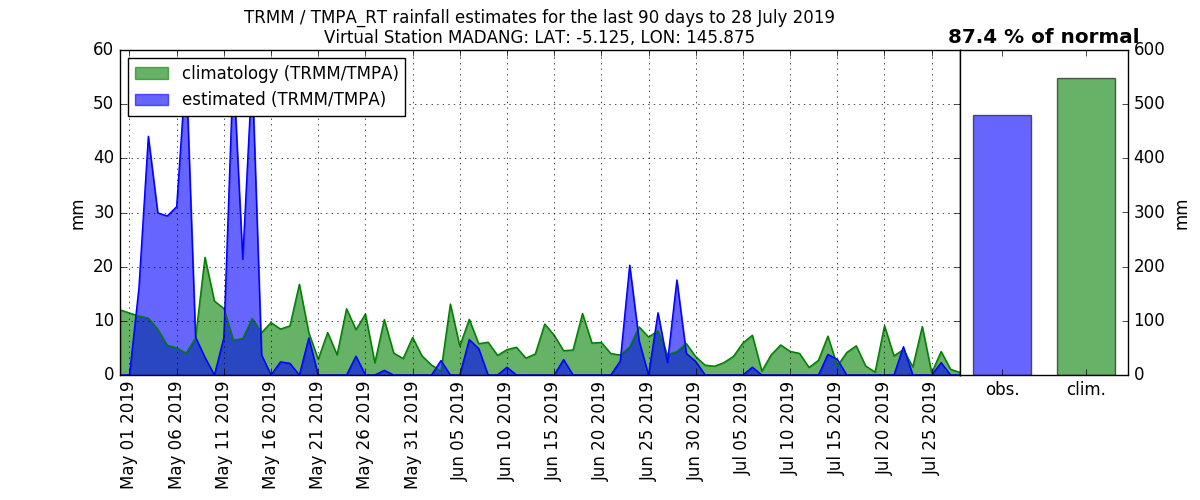 TRMM / TMPA_RT rainfall estimates for the last 90 days to 28 July 2019
Virtual Station MADANG: LAT: -5.125, LON: 145.875
87.4 % of normal
climatology (TRMM/TMPA)
estimated (TRMM/TMPA)
60
50
40
30
20
10
0
mm
May 01 2019
May 06 2019
May 11 2019
May 16 2019
May 21 2019
May 26 2019
May 31 2019
Jun 05 2019
Jun 10 2019
Jun 15 2019
Jun 20 2019
Jun 25 2019
Jun 30 2019
Jul 05 2019
Jul 10 2019
Jul 15 2019
Jul 20 2019
Jul 25 2019
obs.
clim.
600
500
400
300
200
100
0
mm